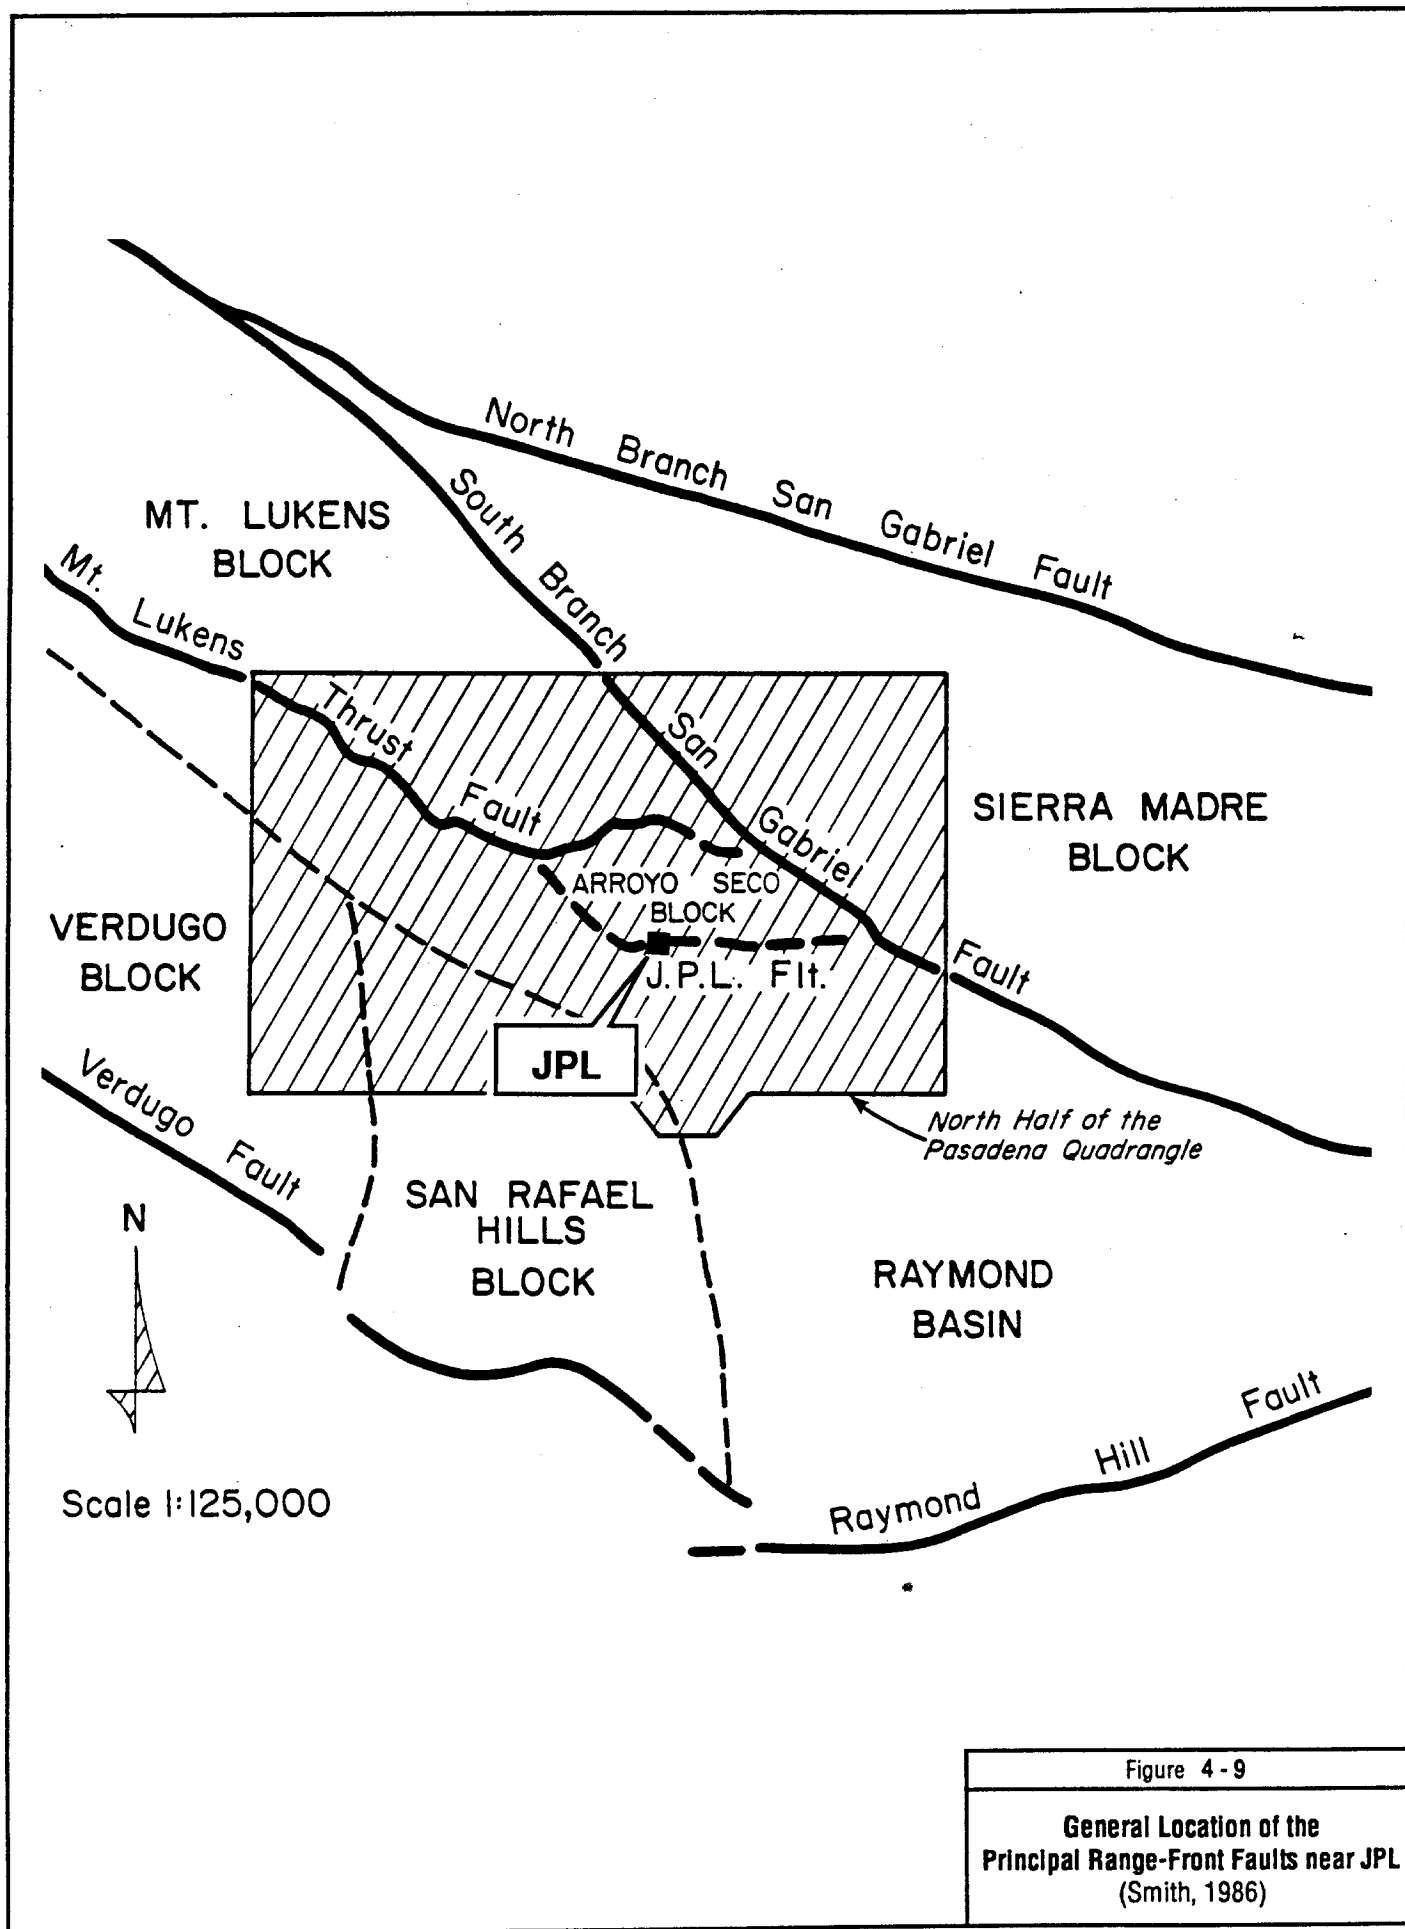 North Branch San Gabriel Fault
South Branch San Gabriel Fault
MT. LUKENS
BLOCK
Mt. Lukens Thrust Fault
SIERRA MADRE
BLOCK
ARROYO SECO
BLOCK
VERDUGO
BLOCK
J.P.L. Flt.
JPL
Verdugo Fault
North Half of the
Pasadena Quadrangle
SAN RAFAEL
HILLS
BLOCK
N
RAYMOND
BASIN
Scale 1:125,000
Raymond Hill Fault
Figure 4-9
General Location of the
Principal Range-Front Faults near JPL
(Smith, 1986)